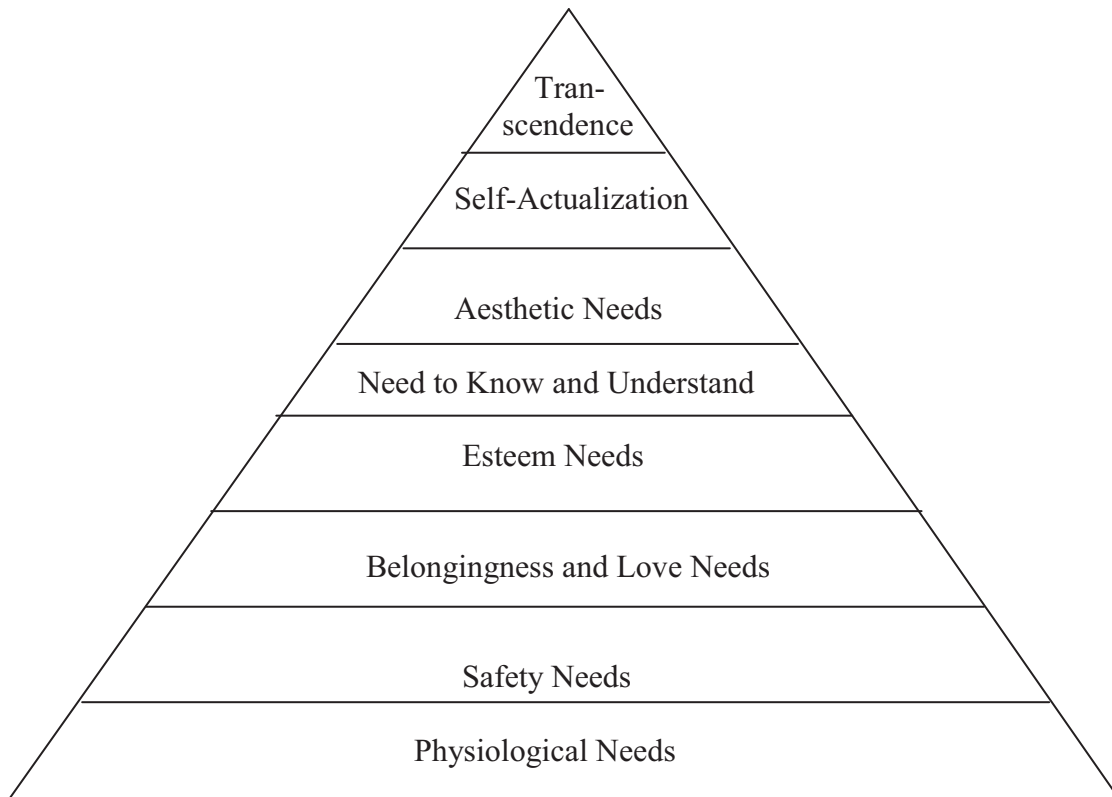 Tran-
scendence
Self-Actualization
Aesthetic Needs
Need to Know and Understand
Esteem Needs
Belongingness and Love Needs
Safety Needs
Physiological Needs